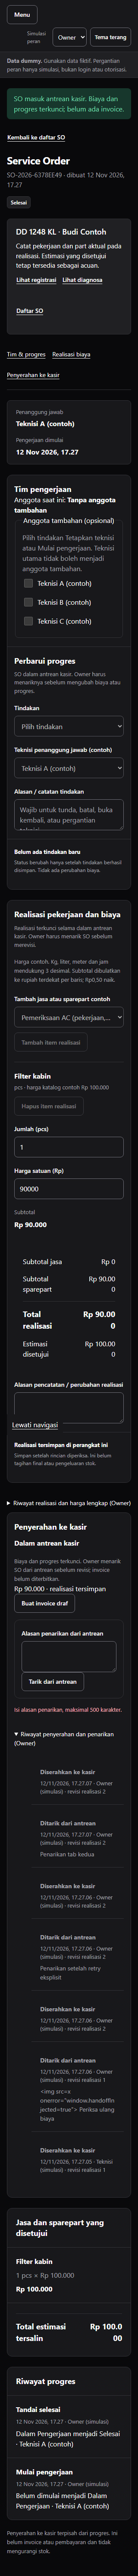 Menu
Simulasi peran
Owner
Tema terang
Data dummy. Gunakan data fiktif. Pergantian
peran hanya simulasi, bukan login atau otorisasi.
SO masuk antrean kasir. Biaya dan
progres terkunci; belum ada invoice.
Kembali ke daftar SO
Service Order
SO-2026-6378EE49 · dibuat 12 Nov 2026,
17.27
Selesai
DD 1248 KL · Budi Contoh
Catat pekerjaan dan part aktual pada
realisasi. Estimasi yang disetujui
tetap tersedia sebagai acuan.
Lihat registrasi Lihat diagnosa
Daftar SO
Tim & progres Realisasi biaya
Penyerahan ke kasir
Penanggung jawab
Teknisi A (contoh)
Pengerjaan dimulai
12 Nov 2026, 17.27
Tim pengerjaan
Anggota saat ini: Tanpa anggota
tambahan
Anggota tambahan (opsional)
Pilih tindakan Tetapkan teknisi
atau Mulai pengerjaan. Teknisi
utama tidak boleh menjadi
anggota tambahan.
Teknisi A (contoh)
Teknisi B (contoh)
Teknisi C (contoh)
Perbarui progres
SO dalam antrean kasir. Owner harus
menariknya sebelum mengubah biaya atau
progres.
Tindakan
Pilih tindakan
Teknisi penanggung jawab (contoh)
Teknisi A (contoh)
Alasan / catatan tindakan
Wajib untuk tunda, batal, buka
kembali, atau pergantian
Belum ada tindakan baru
Status berubah hanya setelah tindakan berhasil
disimpan. Tidak ada perubahan biaya.
Realisasi pekerjaan dan biaya
Realisasi terkunci selama dalam antrean
kasir. Owner harus menarik SO sebelum
merevisi.
Harga contoh. Kg, liter, meter dan jam
mendukung 3 desimal. Subtotal dibulatkan
ke rupiah terdekat per baris; Rp0,50 naik.
Tambah jasa atau sparepart contoh
Pemeriksaan AC (pekerjaan,...
Tambah item realisasi
Filter kabin
pcs · harga katalog contoh Rp 100.000
Hapus item realisasi
Jumlah (pcs)
1
Harga satuan (Rp)
90000
Subtotal
Rp 90.000
Subtotal jasa Rp 0
Subtotal
sparepart
Rp 90.00
0
Total
realisasi
Rp 90.00
0
Estimasi
disetujui
Rp 100.00
0
Alasan pencatatan / perubahan realisasi
Lewati navigasi
Realisasi tersimpan di perangkat ini
Simpan setelah rincian diperiksa. Ini belum
tagihan final atau pengeluaran stok.
Riwayat realisasi dan harga lengkap (Owner)
Penyerahan ke kasir
Dalam antrean kasir
Biaya dan progres terkunci. Owner menarik
SO dari antrean sebelum revisi; invoice
belum diterbitkan.
Rp 90.000 · realisasi tersimpan
Buat invoice draf
Alasan penarikan dari antrean
Tarik dari antrean
Isi alasan penarikan, maksimal 500 karakter.
Riwayat penyerahan dan penarikan
(Owner)
Diserahkan ke kasir
12/11/2026, 17.27.07 · Owner
(simulasi) · revisi realisasi 2
Ditarik dari antrean
12/11/2026, 17.27.07 · Owner
(simulasi) · revisi realisasi 2
Penarikan tab kedua
Diserahkan ke kasir
12/11/2026, 17.27.06 · Owner
(simulasi) · revisi realisasi 2
Ditarik dari antrean
12/11/2026, 17.27.06 · Owner
(simulasi) · revisi realisasi 2
Penarikan setelah retry
eksplisit
Diserahkan ke kasir
12/11/2026, 17.27.06 · Owner
(simulasi) · revisi realisasi 2
Ditarik dari antrean
12/11/2026, 17.27.06 · Owner
(simulasi) · revisi realisasi 1
<img src=x
onerror="window.handoffIn
jected=true"> Periksa ulang
biaya
Diserahkan ke kasir
12/11/2026, 17.27.05 · Teknisi
(simulasi) · revisi realisasi 1
Jasa dan sparepart yang
disetujui
Filter kabin
1 pcs × Rp 100.000
Rp 100.000
Total estimasi
tersalin
Rp 100.0
00
Riwayat progres
Tandai selesai
12 Nov 2026, 17.27 · Owner (simulasi)
Dalam Pengerjaan menjadi Selesai
· Teknisi A (contoh)
Mulai pengerjaan
12 Nov 2026, 17.27 · Owner (simulasi)
Belum dimulai menjadi Dalam
Pengerjaan · Teknisi A (contoh)
Penyerahan ke kasir terpisah dari progres. Ini
belum invoice atau pembayaran dan tidak
mengurangi stok.